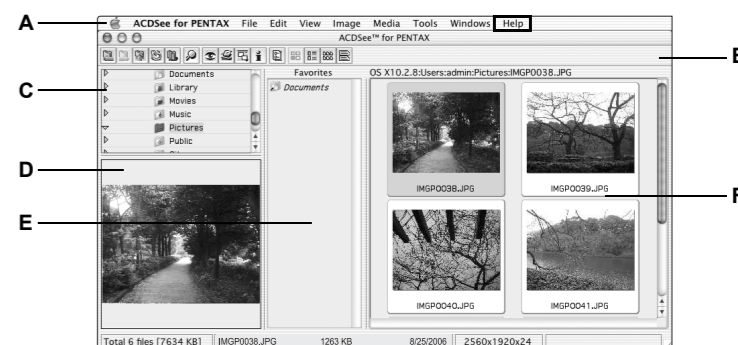 A
ACDSee for PENTAX File Edit View Image Media Tools Windows Help
ACDSee™ for PENTAX
B
Documents
Library
Movies
Music
Pictures
Public
C
Favorites
Documents
OS X10.2.8:Users:admin:Pictures:IMGP0038.JPG
IMGP0038.JPG
IMGP0039.JPG
D
E
F
IMGP0040.JPG
IMGP0041.JPG
Total 6 files [7634 KB] IMGP0038.JPG 1263 KB 8/25/2006 2560x1920x24